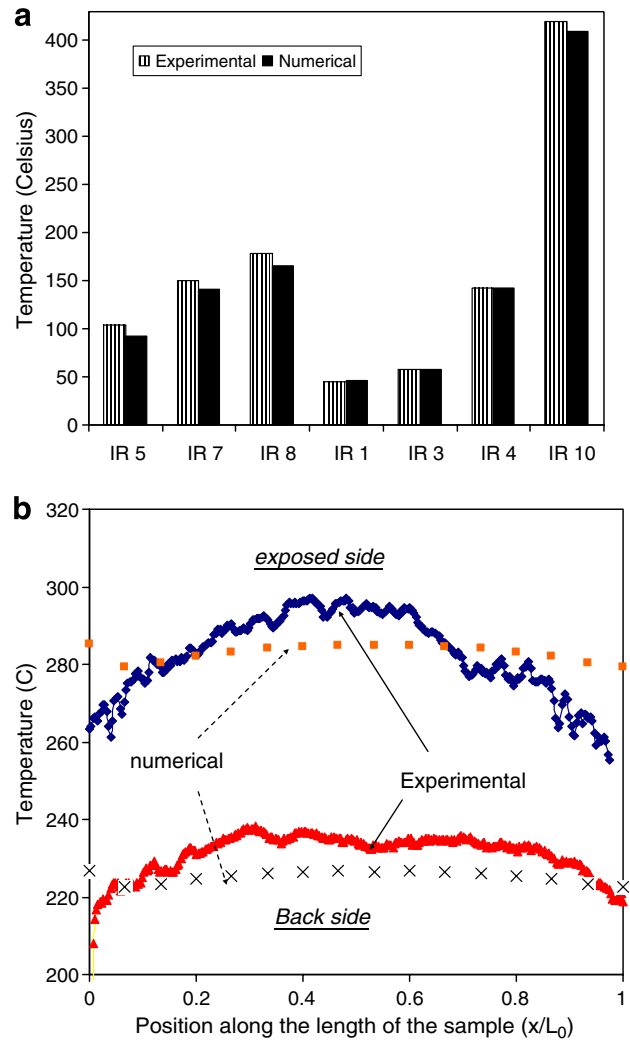 a
400
350
300
250
200
150
100
50
0
Temperature (Celsius)
Experimental Numerical
IR 5 IR 7 IR 8 IR 1 IR 3 IR 4 IR 10
b
320
300
280
260
240
220
200
Temperature (C)
exposed side
numerical
Experimental
Back side
0 0.2 0.4 0.6 0.8 1
Position along the length of the sample (x/L0)